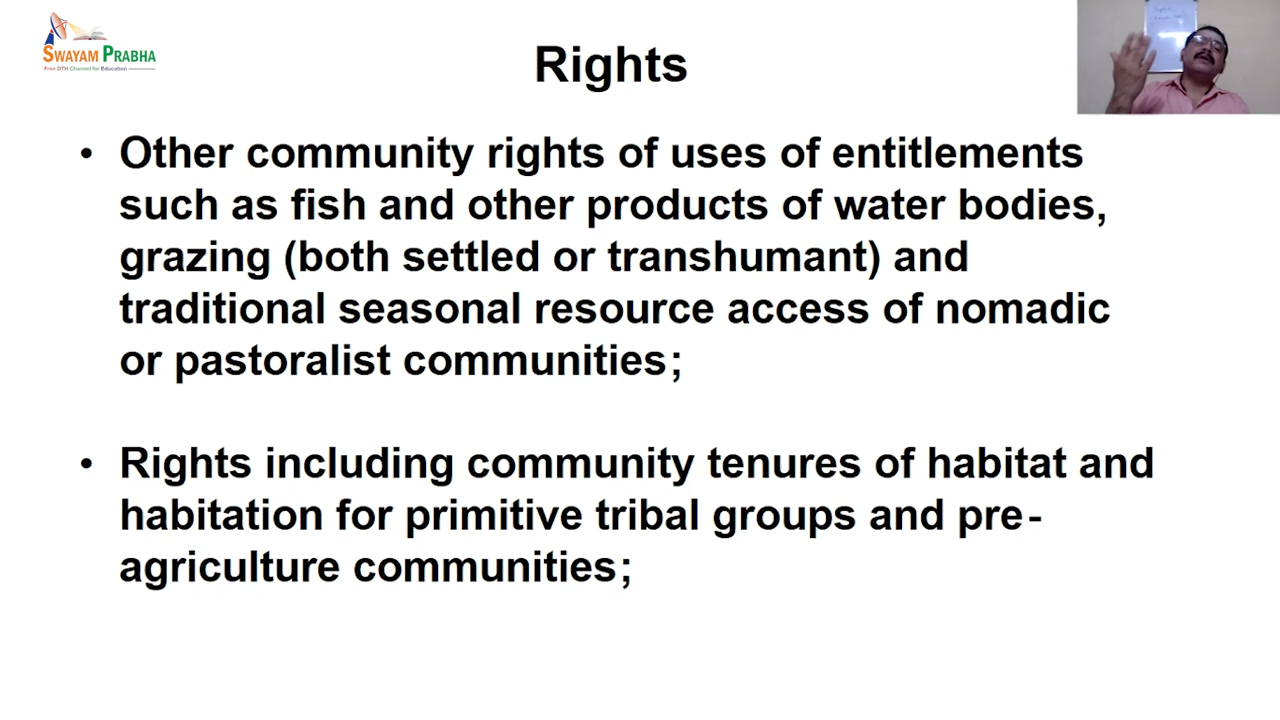 SWAYAM PRABHA
Free DTH Channel for Education
Rights
• Other community rights of uses of entitlements
such as fish and other products of water bodies,
grazing (both settled or transhumant) and
traditional seasonal resource access of nomadic
or pastoralist communities;
• Rights including community tenures of habitat and
habitation for primitive tribal groups and pre-
agriculture communities;